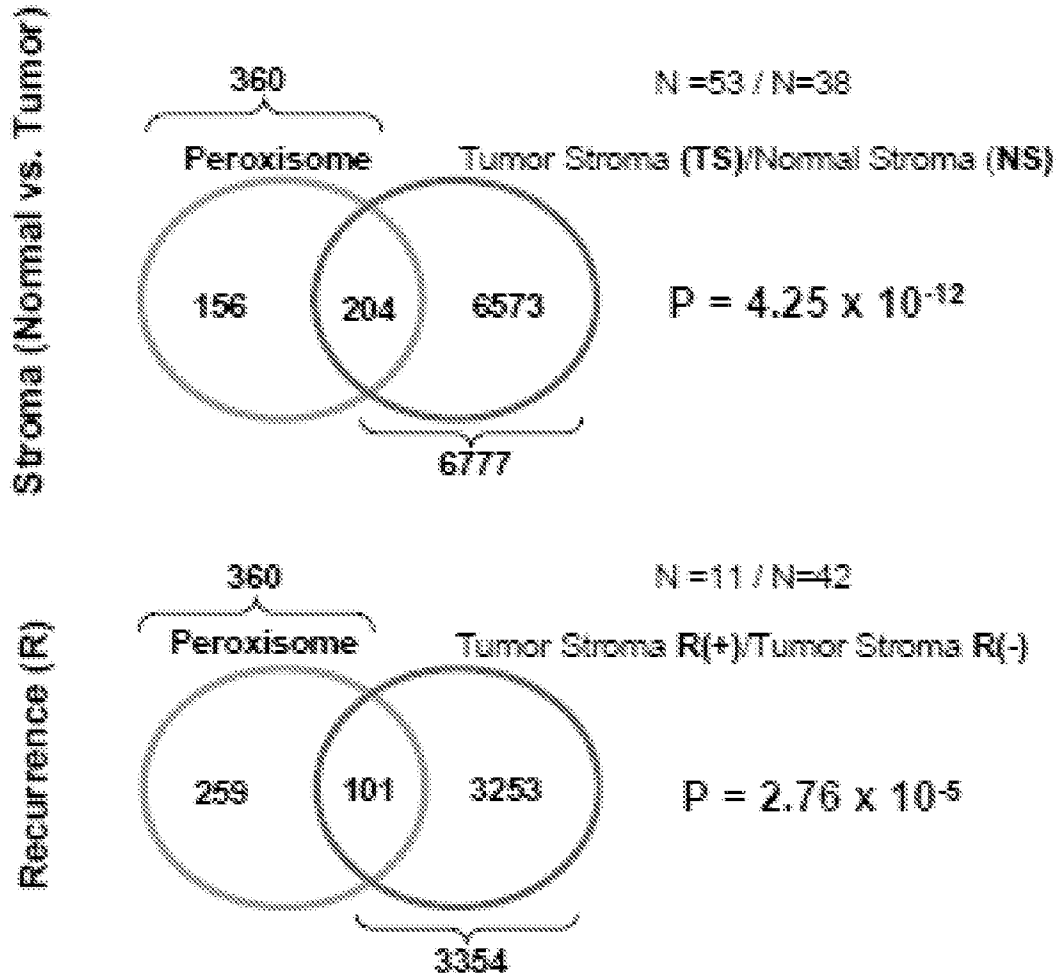 Stroma (Normal vs. Tumor)
360
N =53 / N=38
Peroxisome
Tumor Stroma (TS)/Normal Stroma (NS)
156
204
6573
P = 4.25 x 10⁻¹²
6777
Recurrence (R)
360
N =11 / N=42
Peroxisome
Tumor Stroma R(+)/Tumor Stroma R(-)
259
101
3253
P = 2.76 x 10⁻⁵
3354